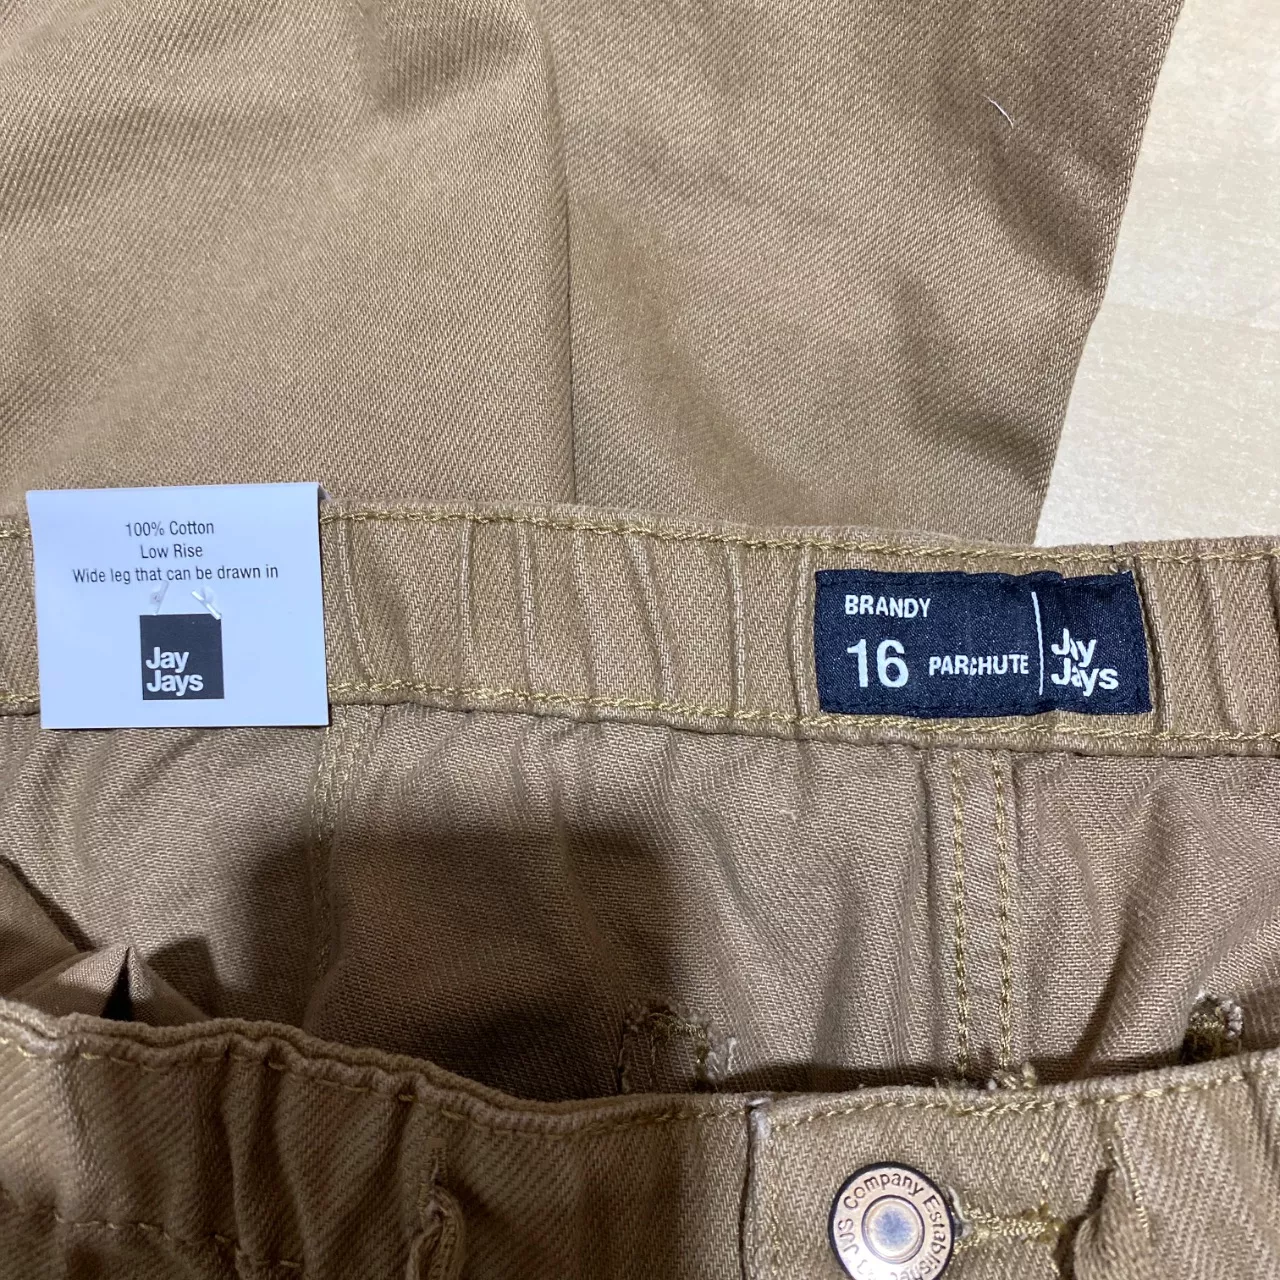 100% Cotton
Low Rise
Wide leg that can be drawn in
Jay
Jays
BRANDY
16 PARCHUTE
Jay
Jays
JJS Company Established